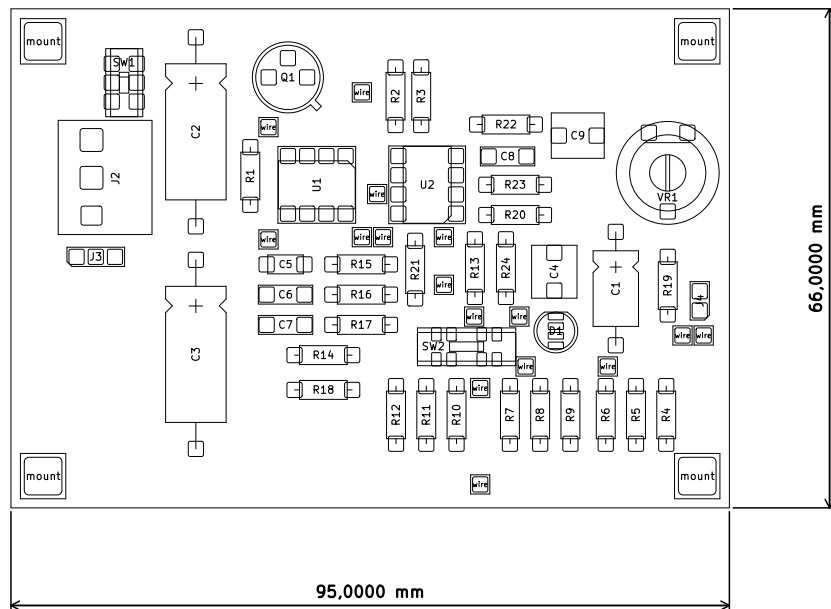 mount
mount
SW1
Q1
R2
R3
wire
C2
wire
R22
C9
C8
J2
R1
U1
U2
R23
VR1
wire
R20
wire
wire
wire
wire
J3
C5
R15
R21
R13
R24
C4
C1
R19
wire
C6
R16
J4
66,0000 mm
wire
wire
C7
R17
D1
wire
wire
SW2
C3
R14
wire
wire
R18
wire
R12
R11
R10
R7
R8
R9
R6
R5
R4
mount
mount
wire
95,0000 mm